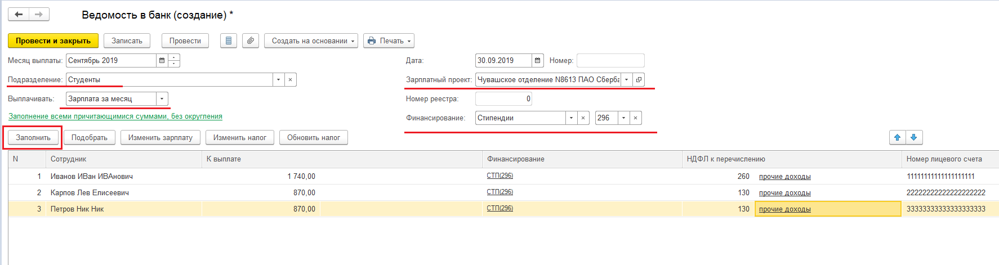 Ведомость в банк (создание) *
Провести и закрыть Записать Провести Создать на основании Печать
Месяц выплаты: Сентябрь 2019 Дата: 30.09.2019 Номер:
Подразделение: Студенты Зарплатный проект: Чувашское отделение N8613 ПАО Сберба
Выплачивать: Зарплата за месяц Номер реестра: 0
Заполнение всеми причитающимися суммами, без округления Финансирование: Стипендии 296
Заполнить Подобрать Изменить зарплату Изменить налог Обновить налог
N Сотрудник К выплате Финансирование НДФЛ к перечислению Номер лицевого счета
1 Иванов ИВан ИВАнович 1 740,00 СТП(296) 260 прочие доходы 11111111111111111111
2 Карпов Лев Елисеевич 870,00 СТП(296) 130 прочие доходы 22222222222222222222
3 Петров Ник Ник 870,00 СТП(296) 130 прочие доходы 33333333333333333333